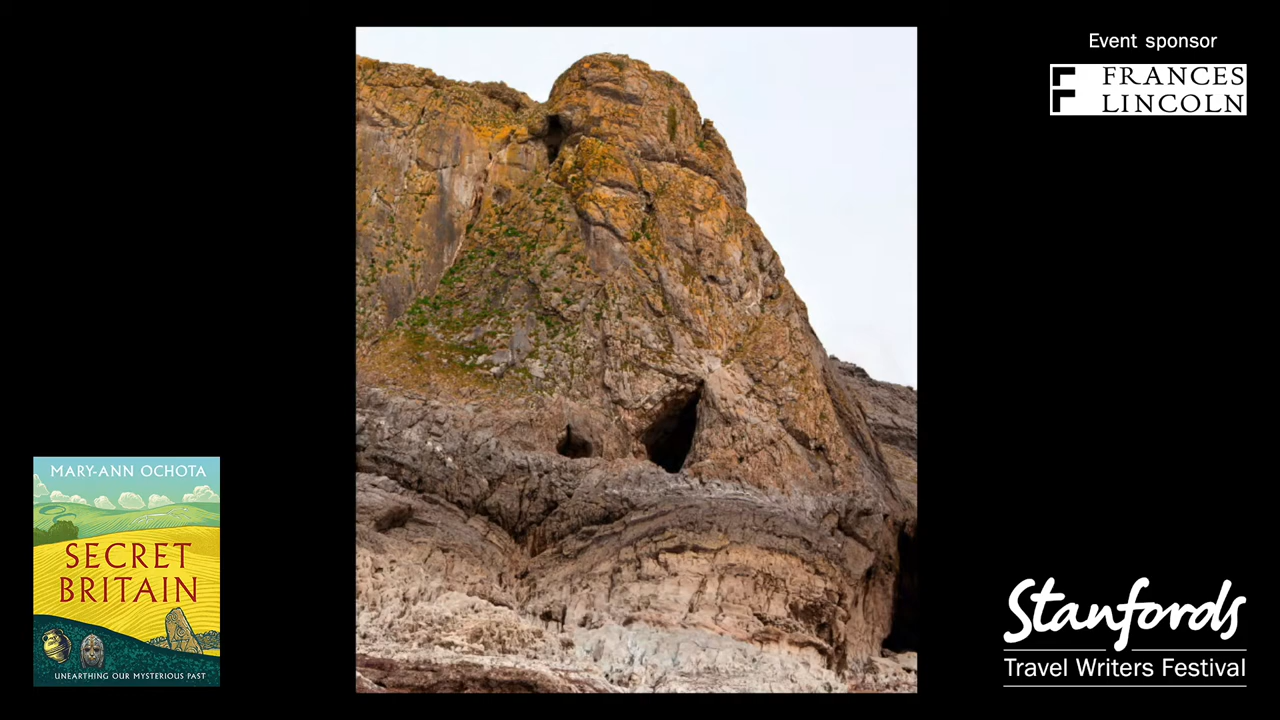 Event sponsor
FRANCES
LINCOLN
MARY-ANN OCHOTA
SECRET
BRITAIN
UNEARTHING OUR MYSTERIOUS PAST
Stanfords
Travel Writers Festival